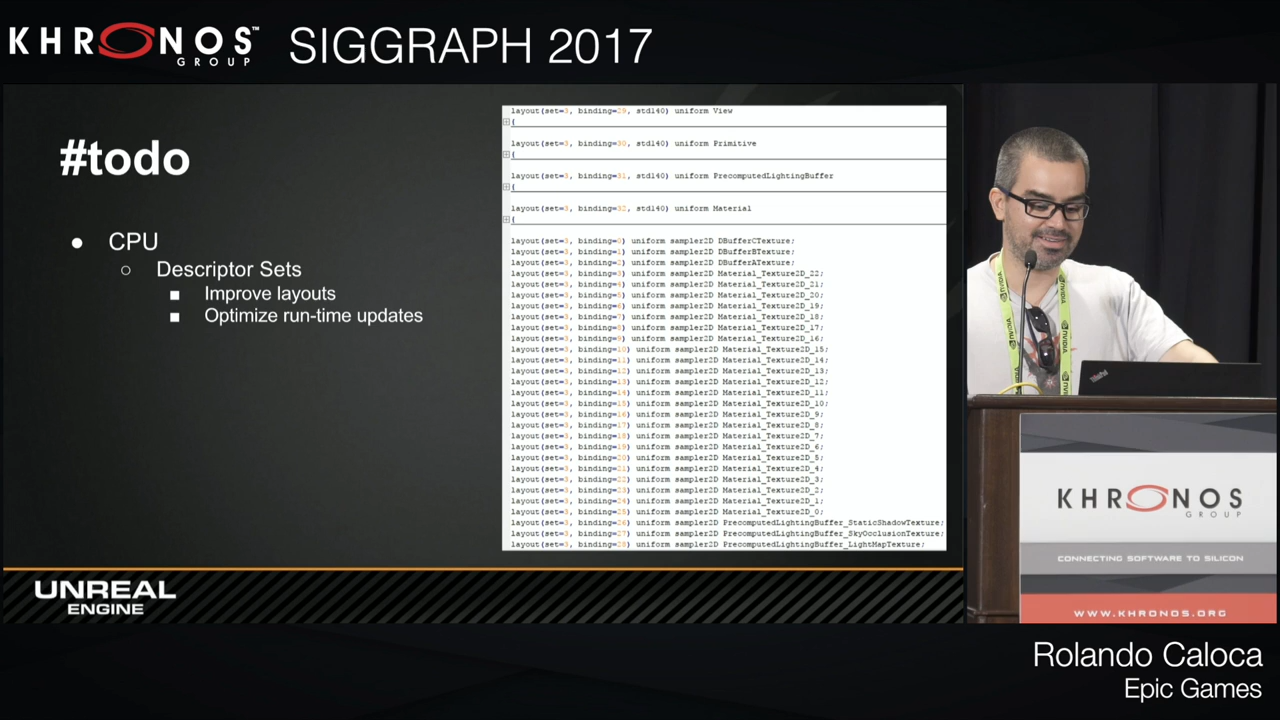 KHRONOS™ GROUP SIGGRAPH 2017
#todo
● CPU
○ Descriptor Sets
■ Improve layouts
■ Optimize run-time updates
layout(set=3, binding=29, std140) uniform View
{
layout(set=3, binding=30, std140) uniform Primitive
{
layout(set=3, binding=31, std140) uniform PrecomputedLightingBuffer
{
layout(set=3, binding=32, std140) uniform Material
{
layout(set=3, binding=0) uniform sampler2D DBufferCTexture;
layout(set=3, binding=1) uniform sampler2D DBufferBTexture;
layout(set=3, binding=2) uniform sampler2D DBufferATexture;
layout(set=3, binding=3) uniform sampler2D Material_Texture2D_22;
layout(set=3, binding=4) uniform sampler2D Material_Texture2D_21;
layout(set=3, binding=5) uniform sampler2D Material_Texture2D_20;
layout(set=3, binding=6) uniform sampler2D Material_Texture2D_19;
layout(set=3, binding=7) uniform sampler2D Material_Texture2D_18;
layout(set=3, binding=8) uniform sampler2D Material_Texture2D_17;
layout(set=3, binding=9) uniform sampler2D Material_Texture2D_16;
layout(set=3, binding=10) uniform sampler2D Material_Texture2D_15;
layout(set=3, binding=11) uniform sampler2D Material_Texture2D_14;
layout(set=3, binding=12) uniform sampler2D Material_Texture2D_13;
layout(set=3, binding=13) uniform sampler2D Material_Texture2D_12;
layout(set=3, binding=14) uniform sampler2D Material_Texture2D_11;
layout(set=3, binding=15) uniform sampler2D Material_Texture2D_10;
layout(set=3, binding=16) uniform sampler2D Material_Texture2D_9;
layout(set=3, binding=17) uniform sampler2D Material_Texture2D_8;
layout(set=3, binding=18) uniform sampler2D Material_Texture2D_7;
layout(set=3, binding=19) uniform sampler2D Material_Texture2D_6;
layout(set=3, binding=20) uniform sampler2D Material_Texture2D_5;
layout(set=3, binding=21) uniform sampler2D Material_Texture2D_4;
layout(set=3, binding=22) uniform sampler2D Material_Texture2D_3;
layout(set=3, binding=23) uniform sampler2D Material_Texture2D_2;
layout(set=3, binding=24) uniform sampler2D Material_Texture2D_1;
layout(set=3, binding=25) uniform sampler2D Material_Texture2D_0;
layout(set=3, binding=26) uniform sampler2D PrecomputedLightingBuffer_StaticShadowTexture;
layout(set=3, binding=27) uniform sampler2D PrecomputedLightingBuffer_SkyOcclusionTexture;
layout(set=3, binding=28) uniform sampler2D PrecomputedLightingBuffer_LightMapTexture;
UNREAL
ENGINE
NVIDIA
NVIDIA
NVIDIA
ThinkPad
KHRONOS
GROUP
CONNECTING SOFTWARE TO SILICON
WWW.KHRONOS.ORG
Rolando Caloca
Epic Games